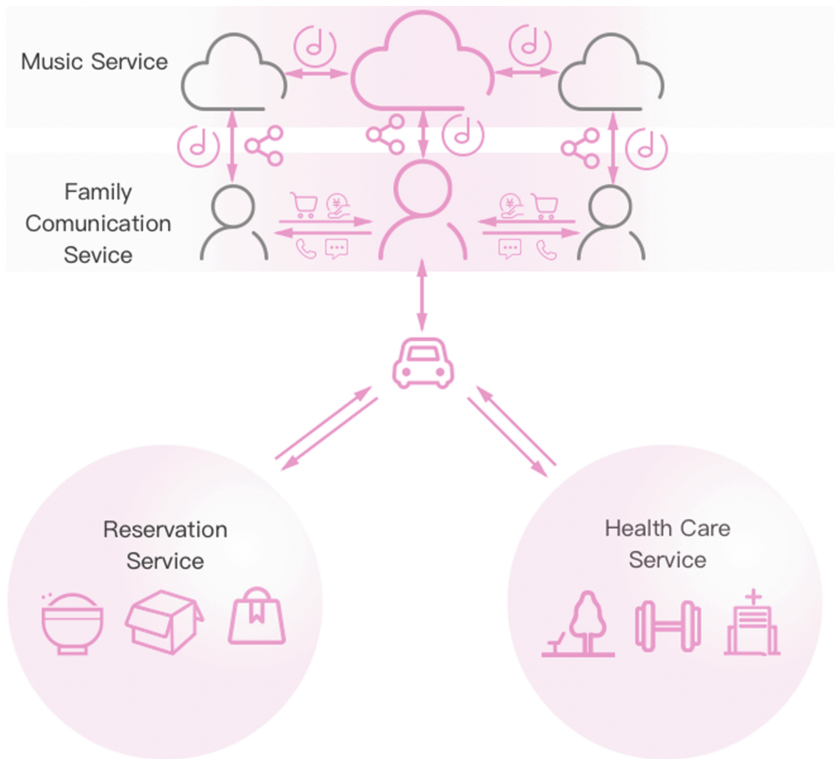 Music Service
Family
Comunication
Sevice
Reservation
Service
Health Care
Service